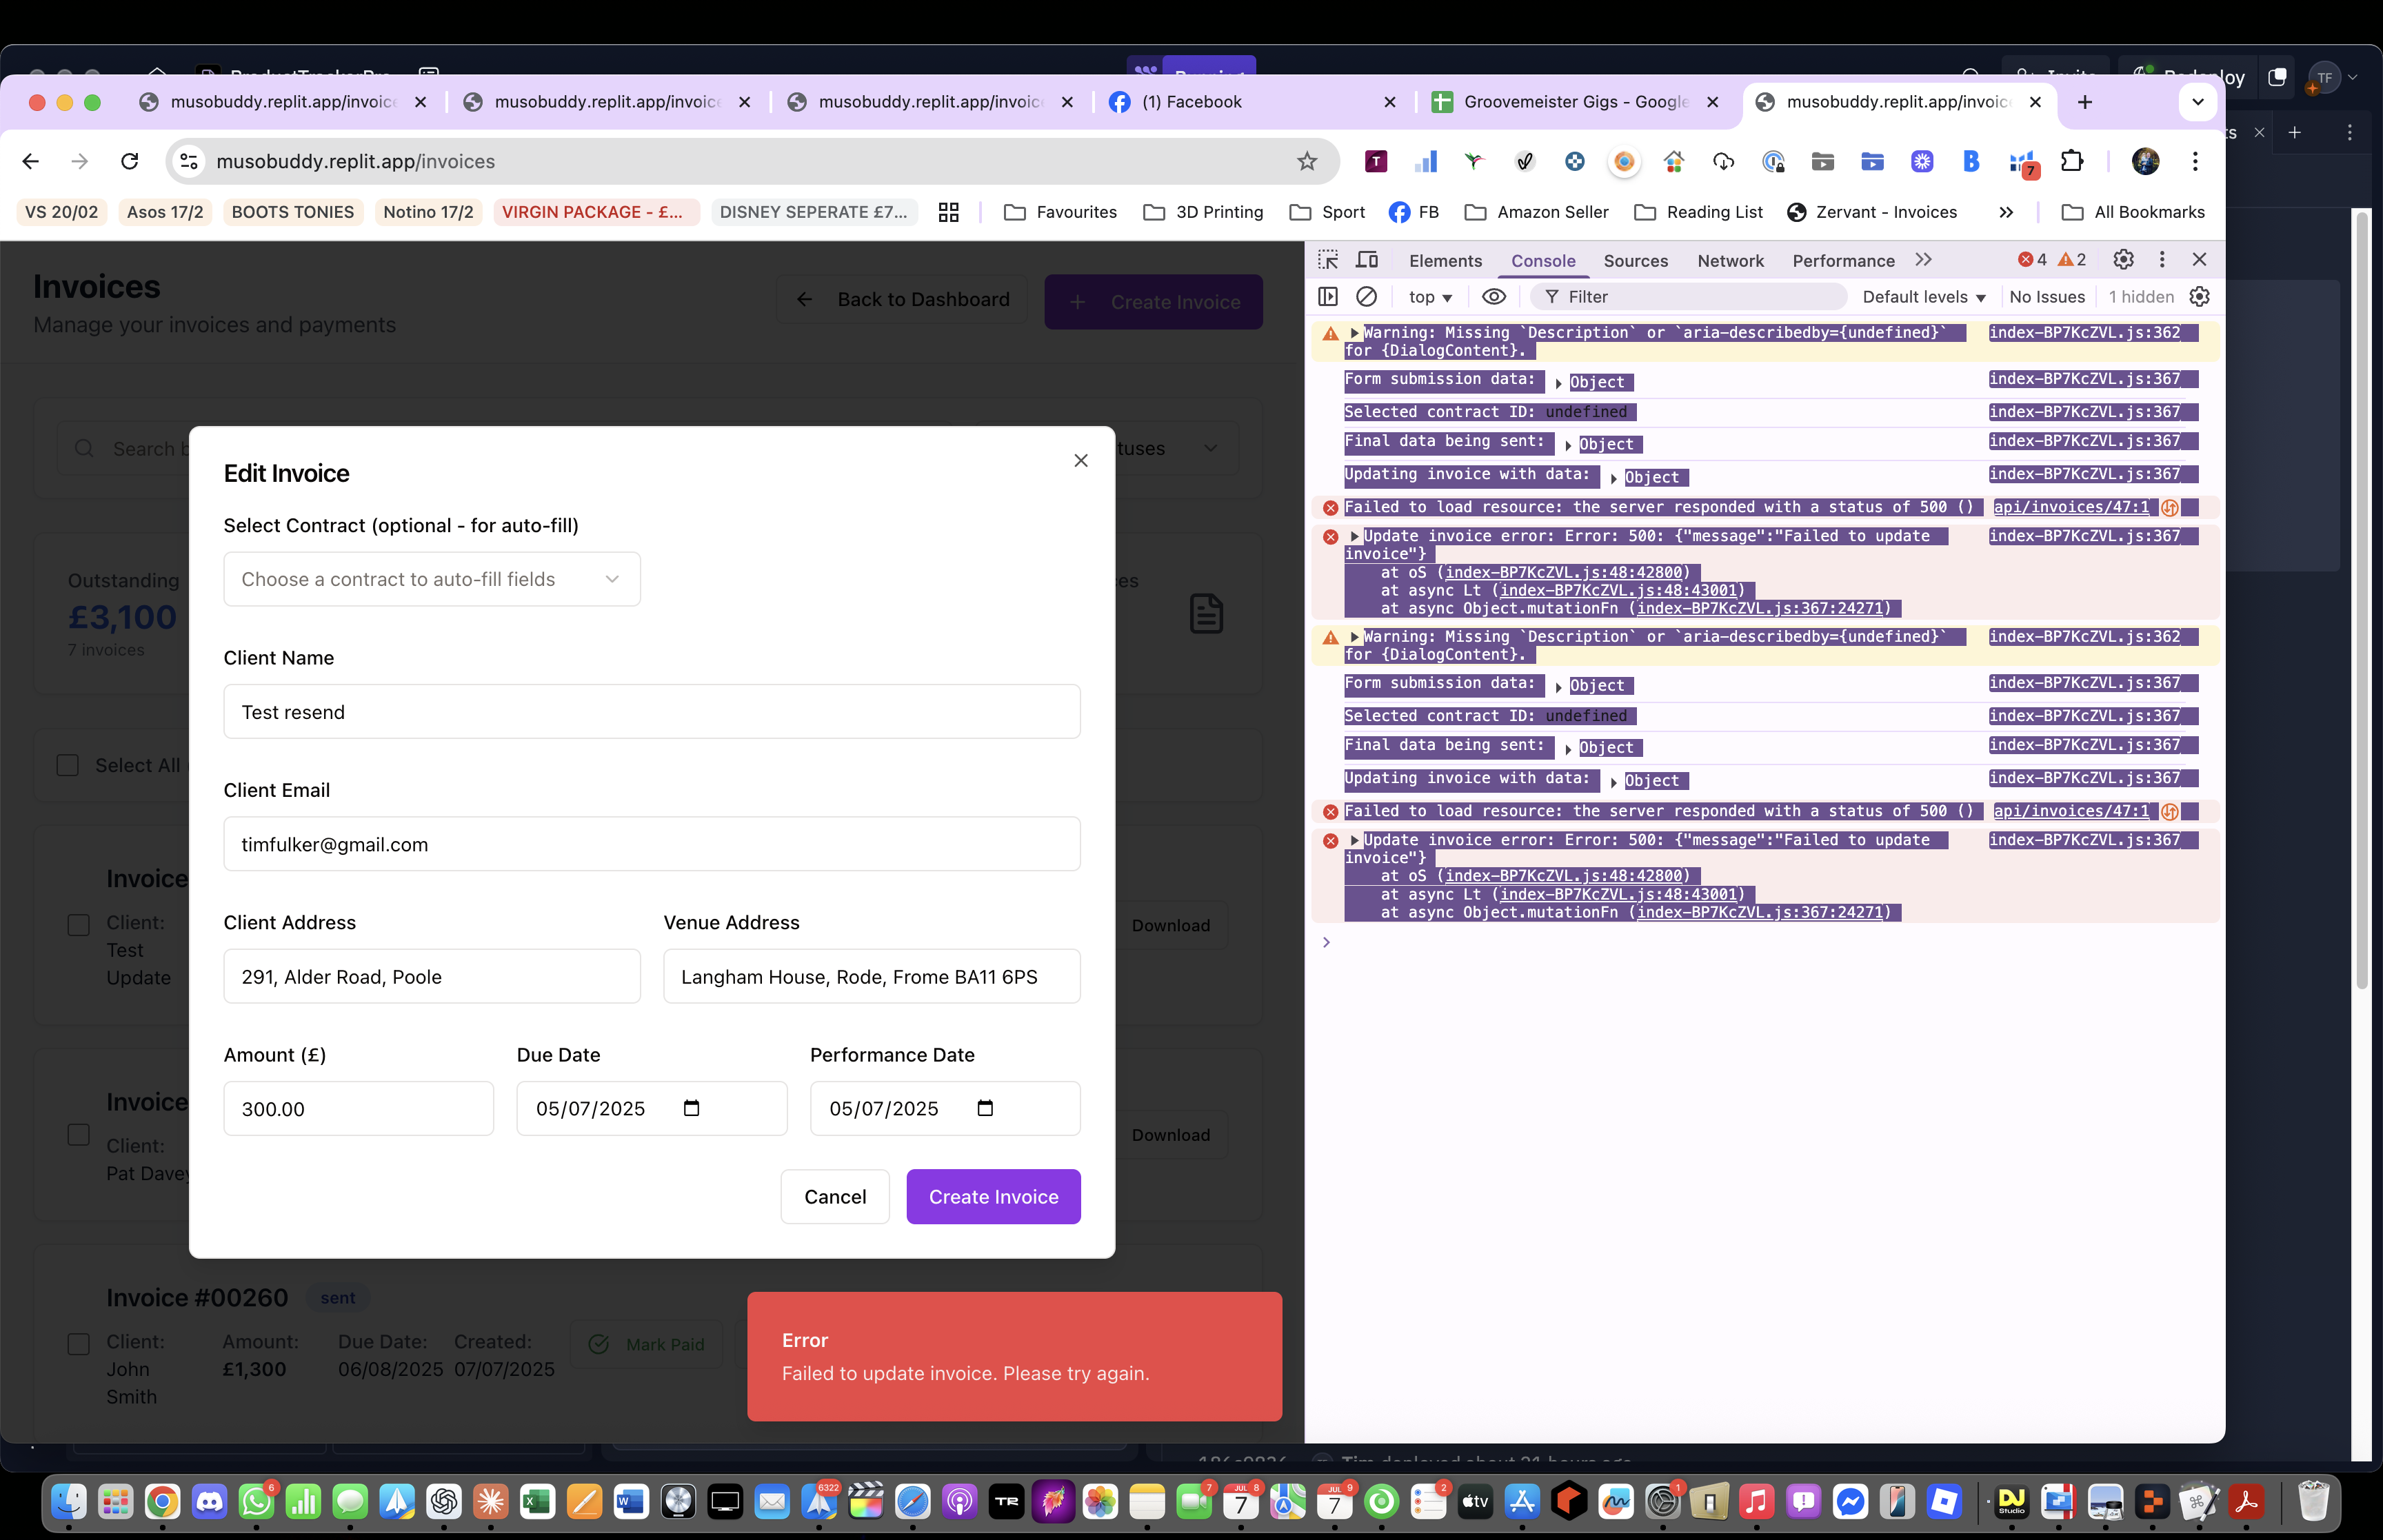 musobuddy.replit.app/invoic
musobuddy.replit.app/invoic
musobuddy.replit.app/invoic
(1) Facebook
Groovemeister Gigs - Google
musobuddy.replit.app/invoic
TF
musobuddy.replit.app/invoices
7
VS 20/02
Asos 17/2
BOOTS TONIES
Notino 17/2
VIRGIN PACKAGE - £...
DISNEY SEPERATE £7...
Favourites
3D Printing
Sport
FB
Amazon Seller
Reading List
Zervant - Invoices
All Bookmarks
Invoices
Manage your invoices and payments
Back to Dashboard
Create Invoice
Search b
tuses
Outstanding
£3,100
7 invoices
es
Select All
Invoice
Client:
Test
Update
Download
Invoice
Client:
Pat Davey
Download
Edit Invoice
Select Contract (optional - for auto-fill)
Choose a contract to auto-fill fields
Client Name
Test resend
Client Email
timfulker@gmail.com
Client Address
Venue Address
291, Alder Road, Poole
Langham House, Rode, Frome BA11 6PS
Amount (£)
Due Date
Performance Date
300.00
05/07/2025
05/07/2025
Cancel
Create Invoice
Invoice #00260
sent
Client:
John
Smith
Amount:
£1,300
Due Date:
06/08/2025
Created:
07/07/2025
Mark Paid
Error
Failed to update invoice. Please try again.
Elements
Console
Sources
Network
Performance
4
2
top
Filter
Default levels
No Issues
1 hidden
Warning: Missing `Description` or `aria-describedby={undefined}` index-BP7KcZVL.js:362
for {DialogContent}.
Form submission data: Object index-BP7KcZVL.js:367
Selected contract ID: undefined index-BP7KcZVL.js:367
Final data being sent: Object index-BP7KcZVL.js:367
Updating invoice with data: Object index-BP7KcZVL.js:367
Failed to load resource: the server responded with a status of 500 () api/invoices/47:1
Update invoice error: Error: 500: {"message":"Failed to update index-BP7KcZVL.js:367
invoice"}
at oS (index-BP7KcZVL.js:48:42800)
at async Lt (index-BP7KcZVL.js:48:43001)
at async Object.mutationFn (index-BP7KcZVL.js:367:24271)
Warning: Missing `Description` or `aria-describedby={undefined}` index-BP7KcZVL.js:362
for {DialogContent}.
Form submission data: Object index-BP7KcZVL.js:367
Selected contract ID: undefined index-BP7KcZVL.js:367
Final data being sent: Object index-BP7KcZVL.js:367
Updating invoice with data: Object index-BP7KcZVL.js:367
Failed to load resource: the server responded with a status of 500 () api/invoices/47:1
Update invoice error: Error: 500: {"message":"Failed to update index-BP7KcZVL.js:367
invoice"}
at oS (index-BP7KcZVL.js:48:42800)
at async Lt (index-BP7KcZVL.js:48:43001)
at async Object.mutationFn (index-BP7KcZVL.js:367:24271)